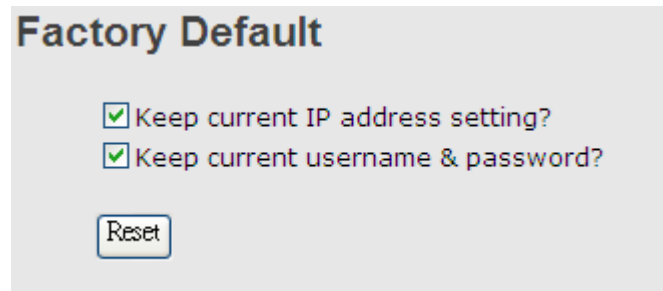 Factory Default
Keep current IP address setting?
Keep current username & password?
Reset